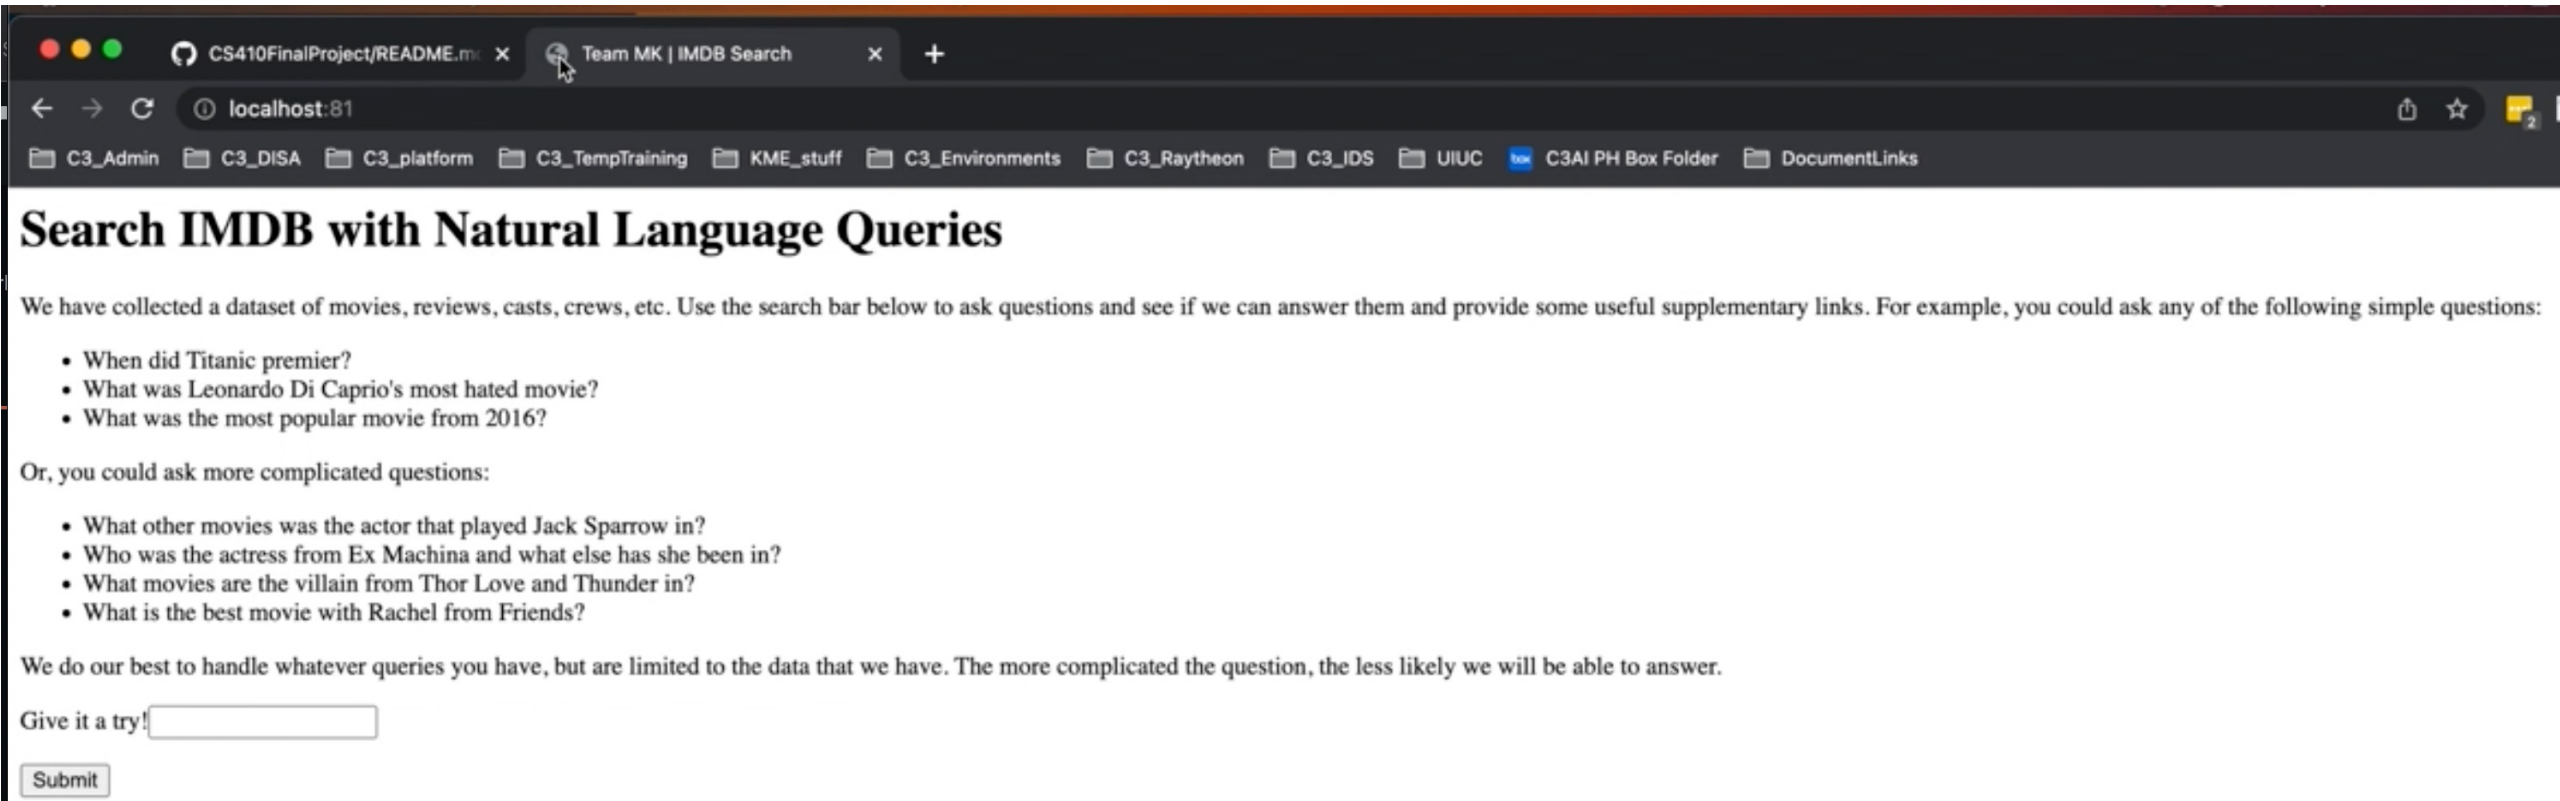 CS410FinalProject/README.m
Team MK | IMDB Search
localhost:81
C3_Admin C3_DISA C3_platform C3_TempTraining KME_stuff C3_Environments C3_Raytheon C3_IDS UIUC box C3AI PH Box Folder DocumentLinks
2
Search IMDB with Natural Language Queries
We have collected a dataset of movies, reviews, casts, crews, etc. Use the search bar below to ask questions and see if we can answer them and provide some useful supplementary links. For example, you could ask any of the following simple questions:
• When did Titanic premier?
• What was Leonardo Di Caprio's most hated movie?
• What was the most popular movie from 2016?
Or, you could ask more complicated questions:
• What other movies was the actor that played Jack Sparrow in?
• Who was the actress from Ex Machina and what else has she been in?
• What movies are the villain from Thor Love and Thunder in?
• What is the best movie with Rachel from Friends?
We do our best to handle whatever queries you have, but are limited to the data that we have. The more complicated the question, the less likely we will be able to answer.
Give it a try!
Submit